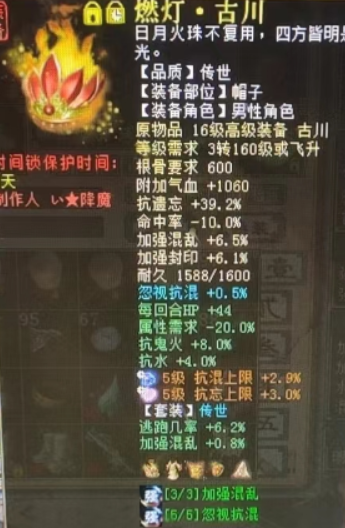 燃灯·古川
日月火珠不复用，四方皆明是
光。
【品质】传世
【装备部位】帽子
【装备角色】男性角色
原物品 16级高级装备 古川
等级需求 3转160级或飞升
根骨要求 600
附加气血 +1060
抗遗忘 +39.2%
命中率 -10.0%
加强混乱 +6.5%
加强封印 +6.1%
耐久 1588/1600
忽视抗混 +0.5%
每回合HP +44
属性需求 -20.0%
抗鬼火 +8.0%
抗水 +4.0%
5级 抗混上限 +2.9%
5级 抗忘上限 +3.0%
【套装】传世
逃跑几率 +6.2%
加强混乱 +0.8%
强[3/3]加强混乱
强[6/6]忽视抗混
时间锁保护时间：
天
制作人 い★降魔
95
67